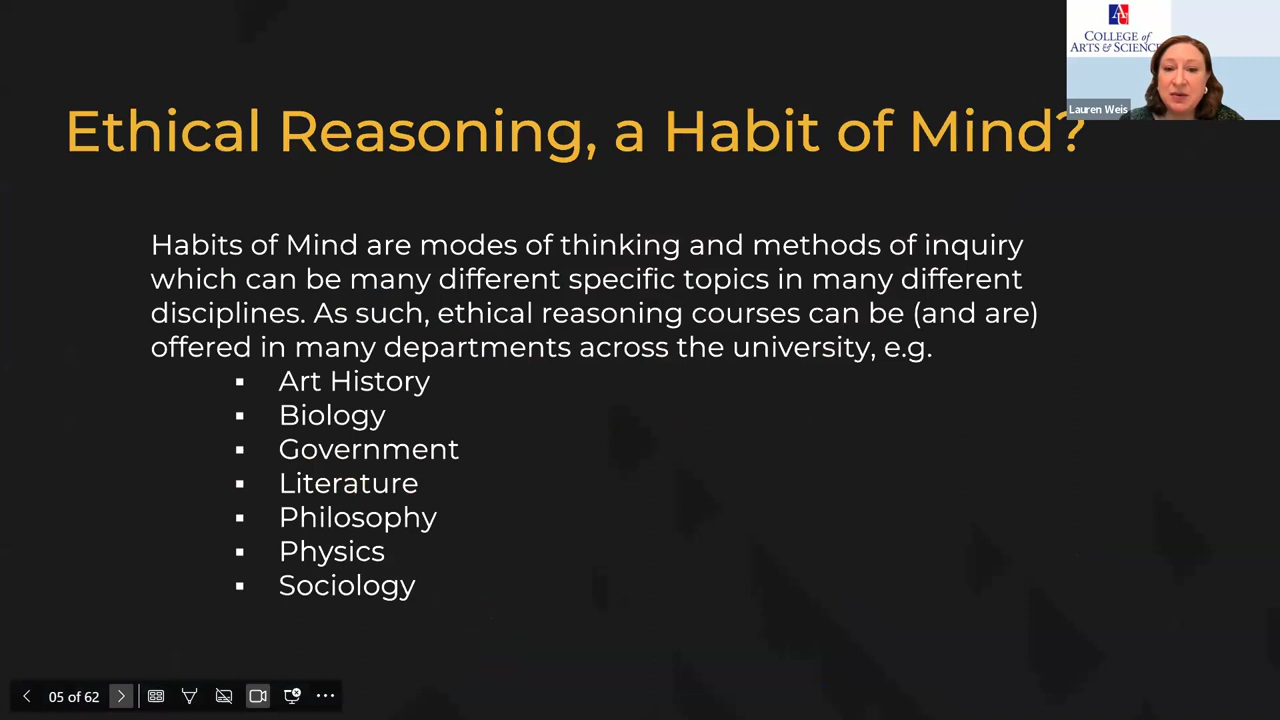 COLLEGE of
ARTS & SCIENC
Lauren Weis
Ethical Reasoning, a Habit of Mind?
Habits of Mind are modes of thinking and methods of inquiry
which can be many different specific topics in many different
disciplines. As such, ethical reasoning courses can be (and are)
offered in many departments across the university, e.g.
▪ Art History
▪ Biology
▪ Government
▪ Literature
▪ Philosophy
▪ Physics
▪ Sociology
05 of 62